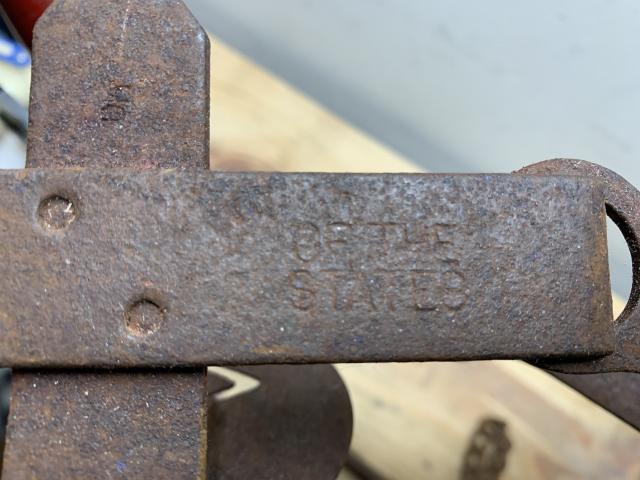 OF THE
STATES